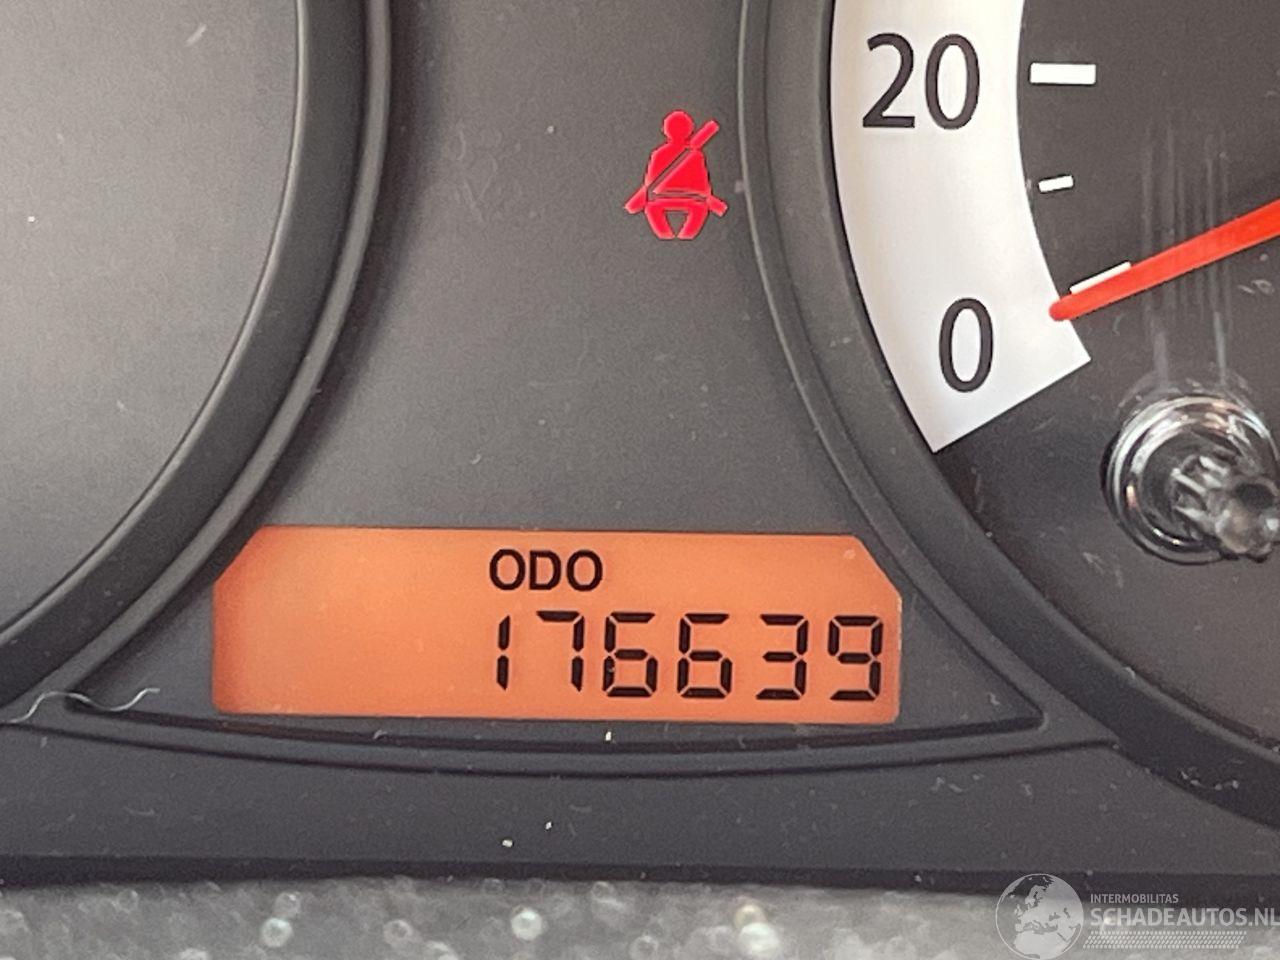 20
0
ODO
176639
INTERMOBILITAS
SCHADEAUTOS.NL